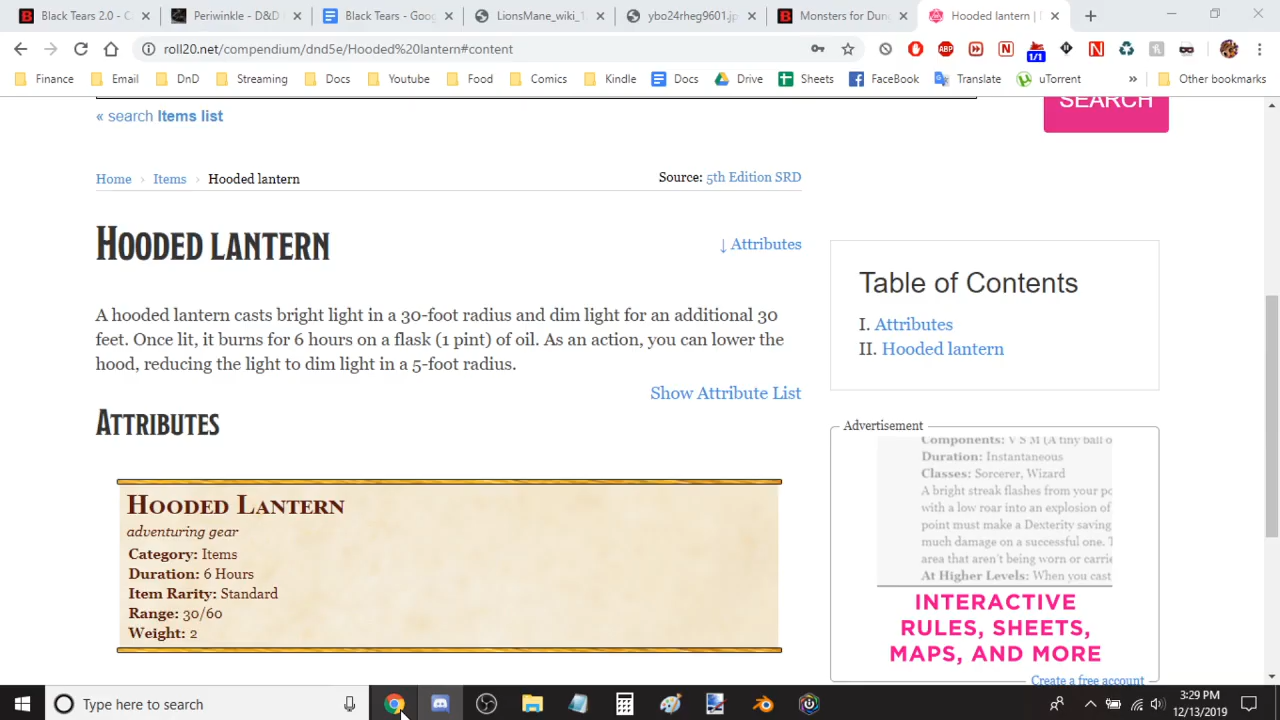 Black Tears 2.0 - C
Periwinkle - D&D
Black Tears - Goog
LionsMane_wiki_1
ybo24rheg9601.jp
Monsters for Dung
Hooded lantern |
roll20.net/compendium/dnd5e/Hooded%20lantern#content
ABP
N
1/1
N
Finance
Email
DnD
Streaming
Docs
Youtube
Food
Comics
Kindle
Docs
Drive
Sheets
FaceBook
Translate
uTorrent
»
Other bookmarks
« search Items list
SEARCH
Home › Items › Hooded lantern
Source: 5th Edition SRD
HOODED LANTERN
↓ Attributes
A hooded lantern casts bright light in a 30-foot radius and dim light for an additional 30
feet. Once lit, it burns for 6 hours on a flask (1 pint) of oil. As an action, you can lower the
hood, reducing the light to dim light in a 5-foot radius.
Show Attribute List
ATTRIBUTES
HOODED LANTERN
adventuring gear
Category: Items
Duration: 6 Hours
Item Rarity: Standard
Range: 30/60
Weight: 2
Table of Contents
I. Attributes
II. Hooded lantern
Advertisement
Components: V S M (A tiny ball o
Duration: Instantaneous
Classes: Sorcerer, Wizard
A bright streak flashes from your po
with a low roar into an explosion of
point must make a Dexterity saving
much damage on a successful one. T
area that aren't being worn or carrie
At Higher Levels: When you cast
INTERACTIVE
RULES, SHEETS,
MAPS, AND MORE
Create a free account
Type here to search
3:29 PM
12/13/2019